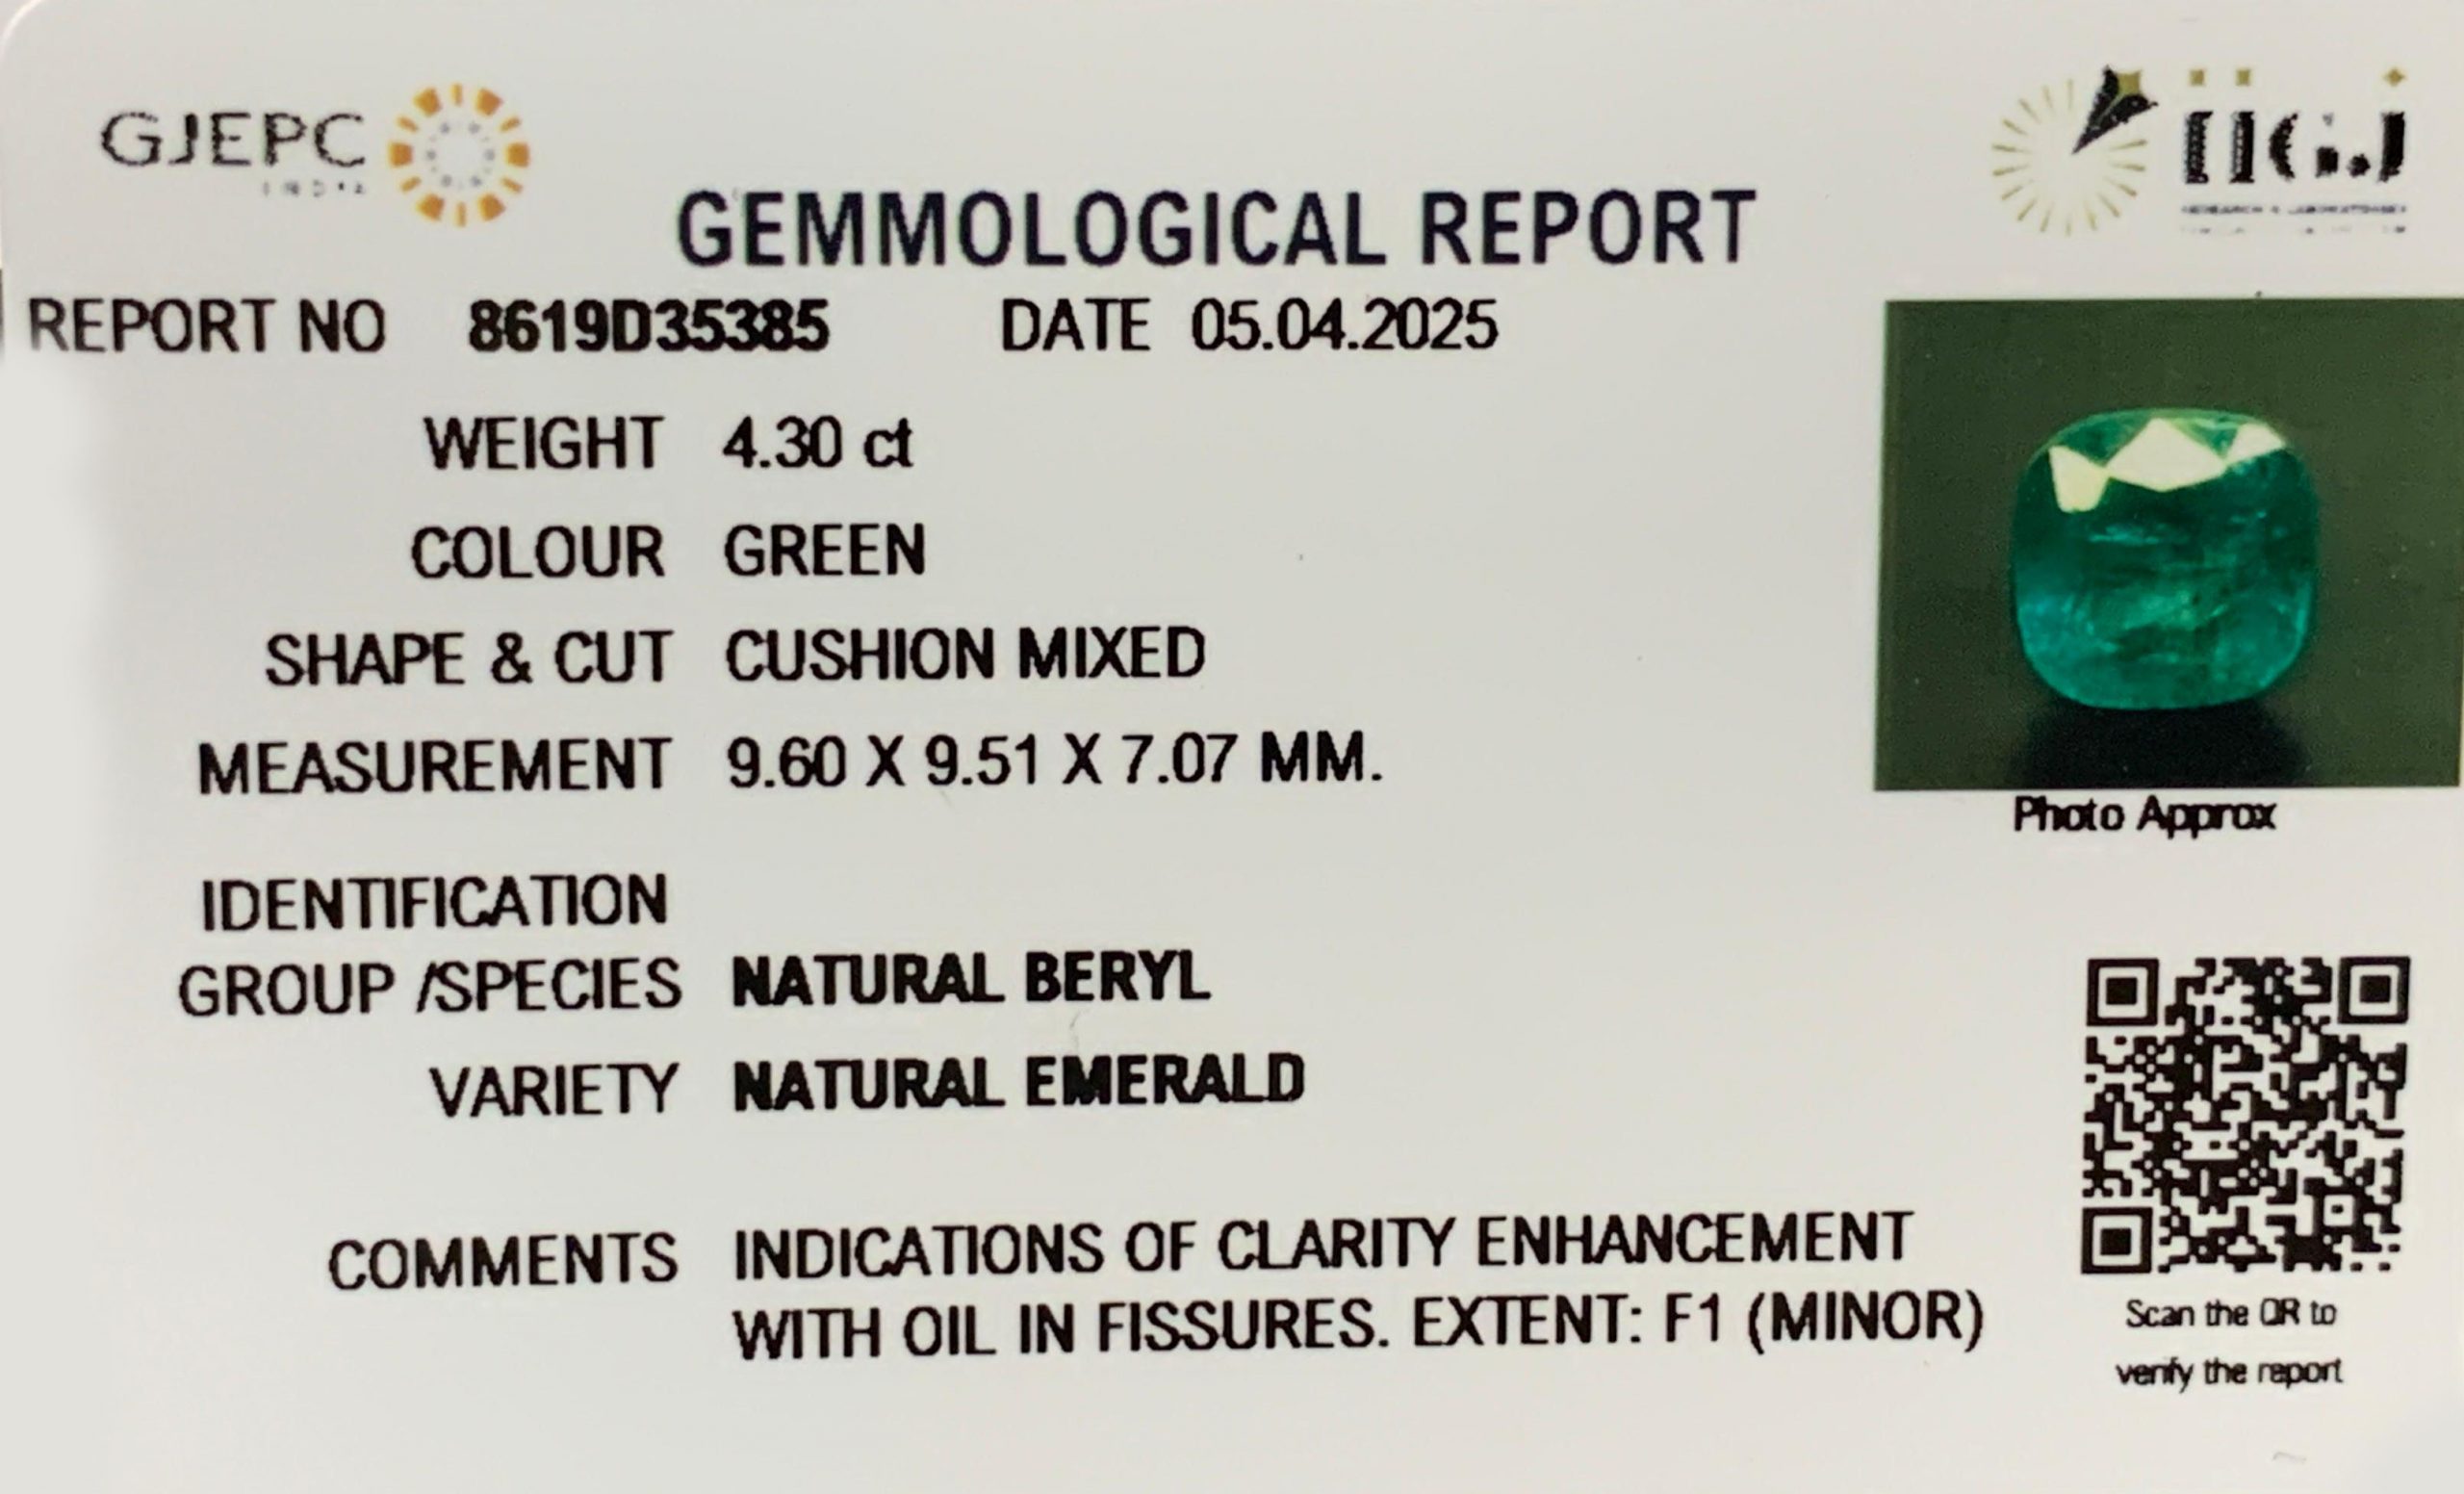 GJEPC
INDIA
IIGJ
GEMMOLOGICAL REPORT
REPORT NO 8619D35385 DATE 05.04.2025
WEIGHT 4.30 ct
COLOUR GREEN
SHAPE & CUT CUSHION MIXED
MEASUREMENT 9.60 X 9.51 X 7.07 MM.
Photo Approx
IDENTIFICATION
GROUP /SPECIES NATURAL BERYL
VARIETY NATURAL EMERALD
COMMENTS INDICATIONS OF CLARITY ENHANCEMENT
WITH OIL IN FISSURES. EXTENT: F1 (MINOR)
Scan the QR to
verify the report